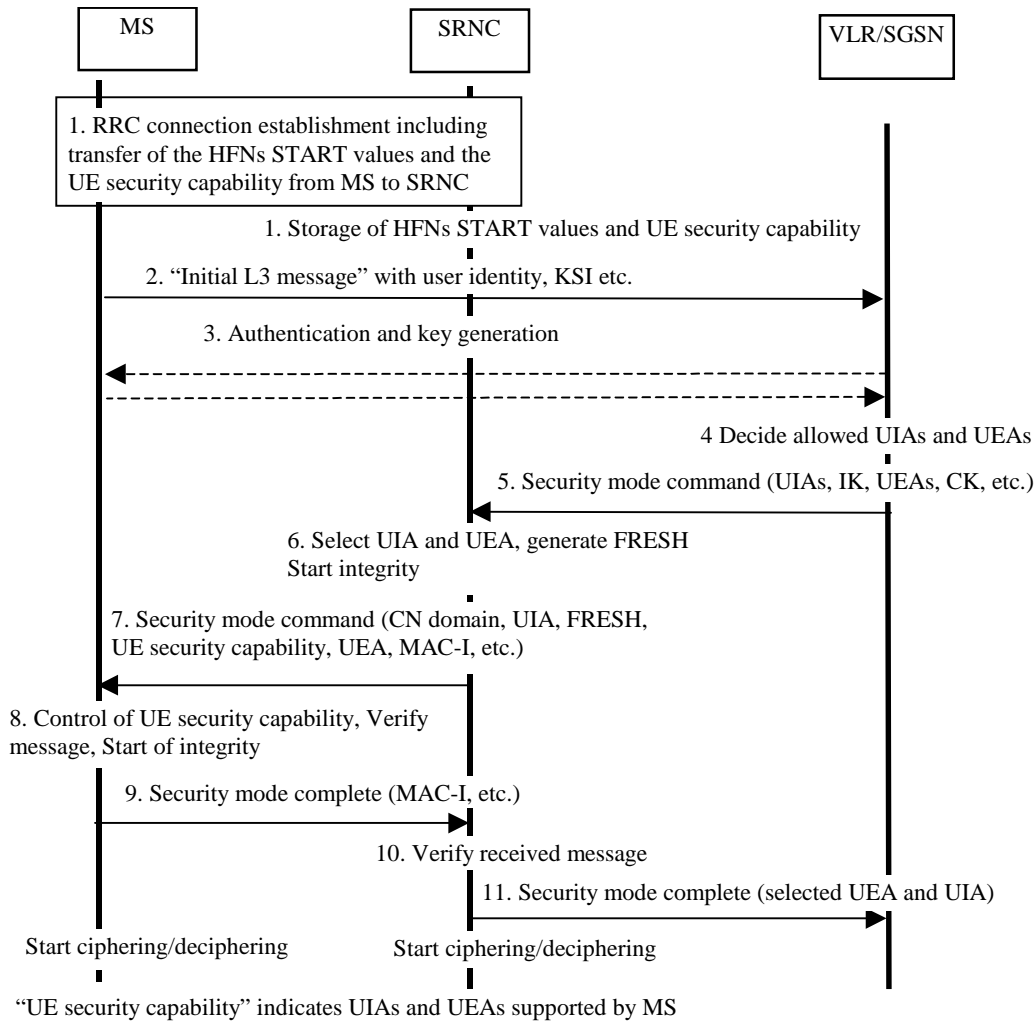 MS
SRNC
VLR/SGSN
1. RRC connection establishment including
transfer of the HFNs START values and the
UE security capability from MS to SRNC
1. Storage of HFNs START values and UE security capability
2. “Initial L3 message” with user identity, KSI etc.
3. Authentication and key generation
4 Decide allowed UIAs and UEAs
5. Security mode command (UIAs, IK, UEAs, CK, etc.)
6. Select UIA and UEA, generate FRESH
Start integrity
7. Security mode command (CN domain, UIA, FRESH,
UE security capability, UEA, MAC-I, etc.)
8. Control of UE security capability, Verify
message, Start of integrity
9. Security mode complete (MAC-I, etc.)
10. Verify received message
11. Security mode complete (selected UEA and UIA)
Start ciphering/deciphering
Start ciphering/deciphering
“UE security capability” indicates UIAs and UEAs supported by MS